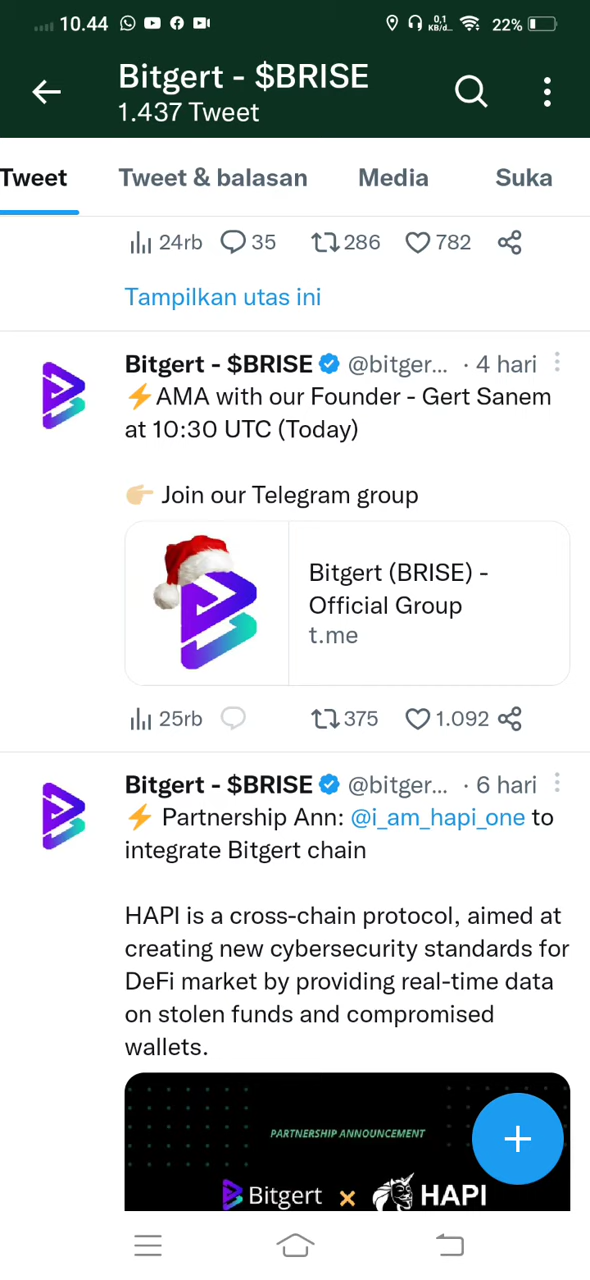 10.44 0,1 KB/d... 22%
Bitgert - $BRISE
1.437 Tweet
Tweet Tweet & balasan Media Suka
24rb 35 286 782
Tampilkan utas ini
Bitgert - $BRISE @bitger... · 4 hari
⚡AMA with our Founder - Gert Sanem
at 10:30 UTC (Today)
👉🏼 Join our Telegram group
Bitgert (BRISE) -
Official Group
t.me
25rb 375 1.092
Bitgert - $BRISE @bitger... · 6 hari
⚡ Partnership Ann: @i_am_hapi_one to
integrate Bitgert chain
HAPI is a cross-chain protocol, aimed at
creating new cybersecurity standards for
DeFi market by providing real-time data
on stolen funds and compromised
wallets.
PARTNERSHIP ANNOUNCEMENT
Bitgert × HAPI